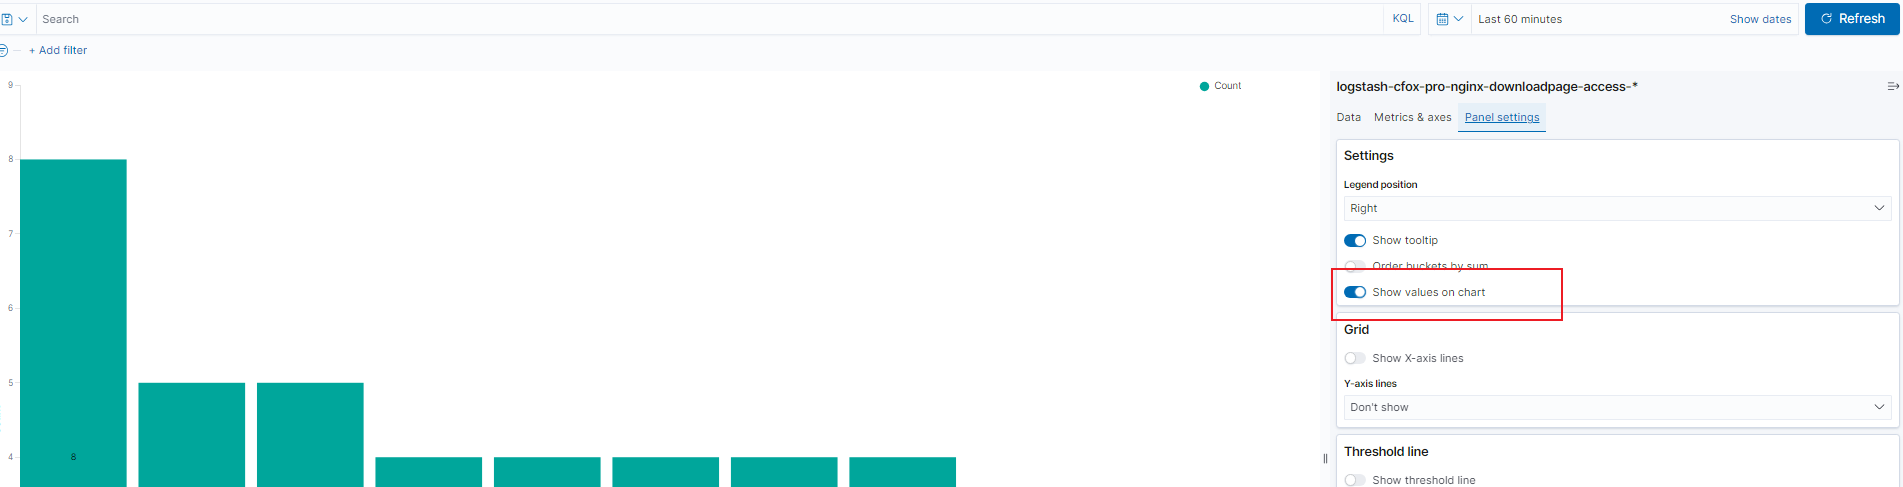 Search
KQL
Last 60 minutes
Show dates
Refresh
+ Add filter
9
8
7
6
5
4
8
Count
logstash-cfox-pro-nginx-downloadpage-access-*
Data
Metrics & axes
Panel settings
Settings
Legend position
Right
Show tooltip
Order buckets by sum
Show values on chart
Grid
Show X-axis lines
Y-axis lines
Don't show
Threshold line
Show threshold line